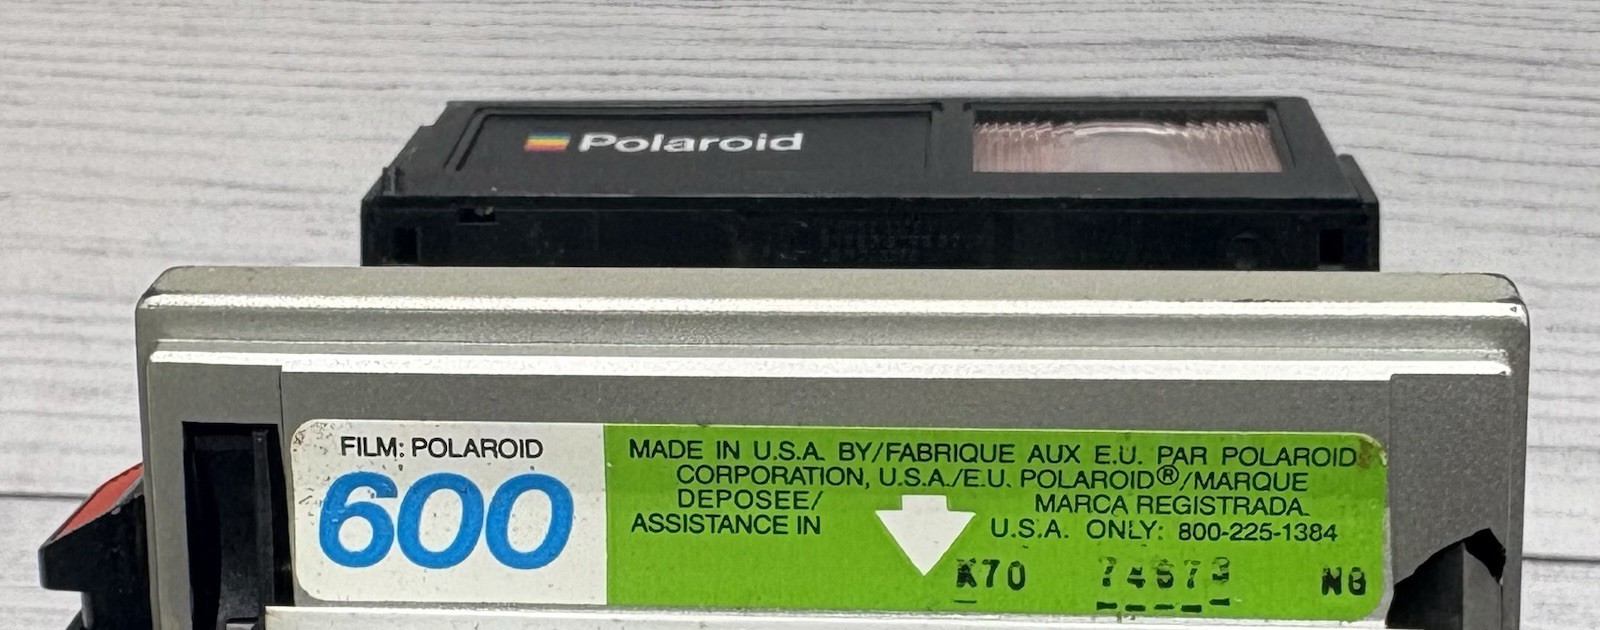 Polaroid
FILM: POLAROID
600
MADE IN U.S.A. BY/FABRIQUE AUX E.U. PAR POLAROID
CORPORATION, U.S.A./E.U. POLAROID®/MARQUE
DEPOSEE/ MARCA REGISTRADA.
ASSISTANCE IN U.S.A. ONLY: 800-225-1384
K70 NG